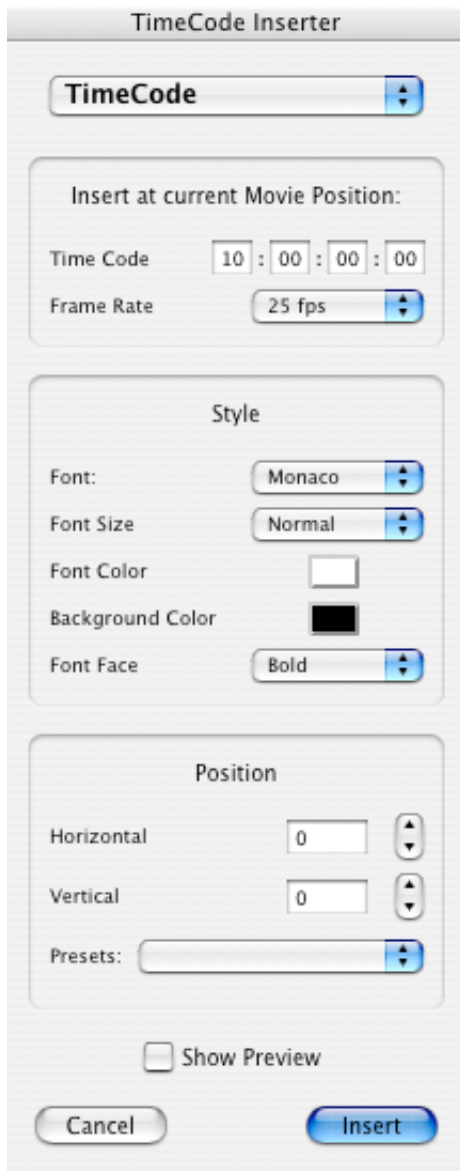 TimeCode Inserter
TimeCode
Insert at current Movie Position:
Time Code 10 : 00 : 00 : 00
Frame Rate 25 fps
Style
Font: Monaco
Font Size Normal
Font Color
Background Color
Font Face Bold
Position
Horizontal 0
Vertical 0
Presets:
Show Preview
Cancel Insert